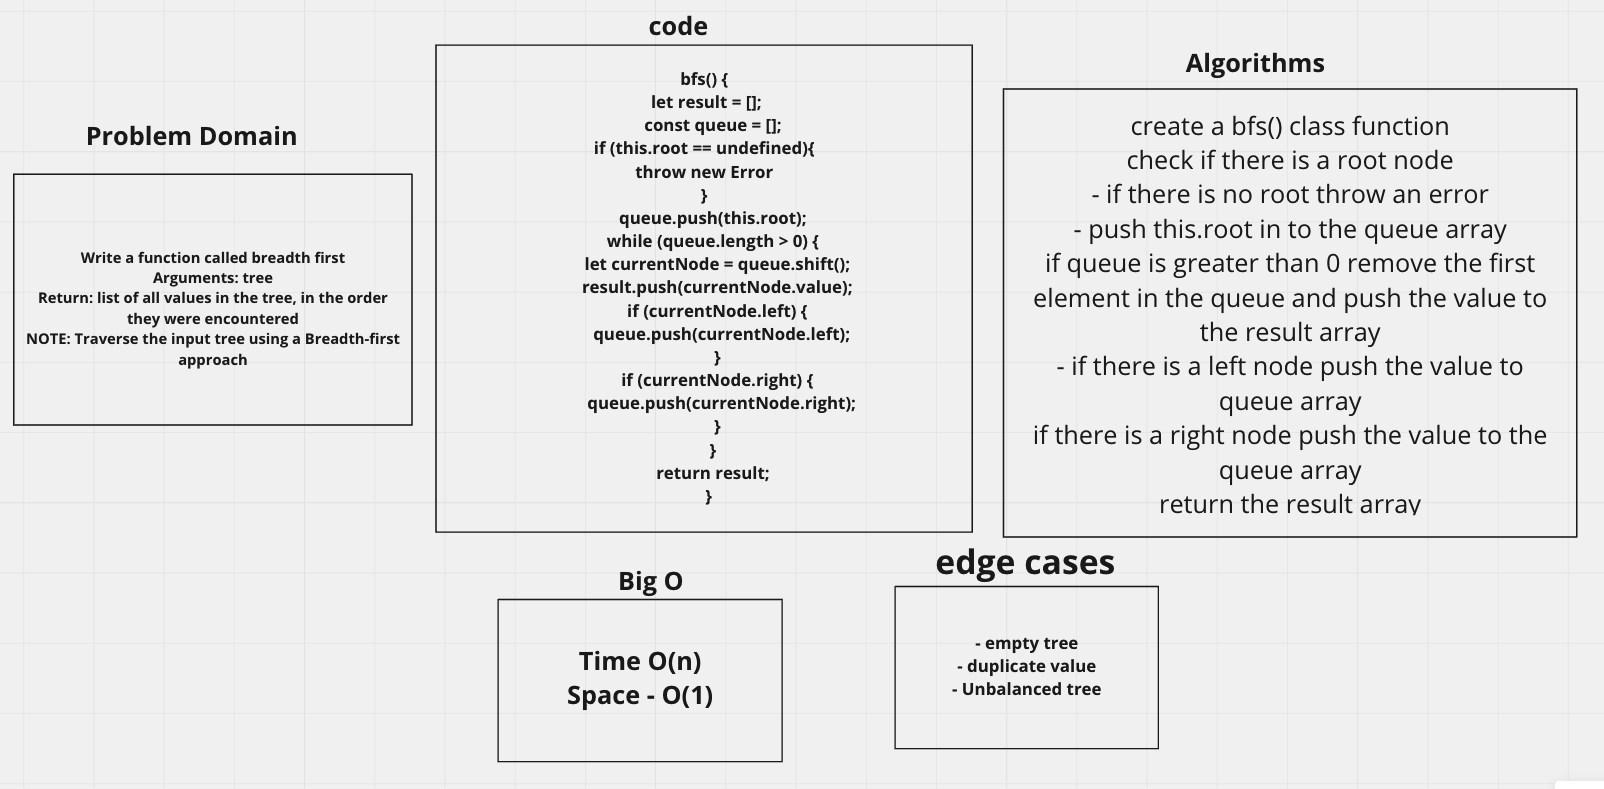 Problem Domain
Write a function called breadth first
Arguments: tree
Return: list of all values in the tree, in the order
they were encountered
NOTE: Traverse the input tree using a Breadth-first
approach
code
bfs() {
let result = [];
const queue = [];
if (this.root == undefined){
throw new Error
}
queue.push(this.root);
while (queue.length > 0) {
let currentNode = queue.shift();
result.push(currentNode.value);
if (currentNode.left) {
queue.push(currentNode.left);
}
if (currentNode.right) {
queue.push(currentNode.right);
}
}
return result;
}
Algorithms
create a bfs() class function
check if there is a root node
- if there is no root throw an error
- push this.root in to the queue array
if queue is greater than 0 remove the first
element in the queue and push the value to
the result array
- if there is a left node push the value to
queue array
if there is a right node push the value to the
queue array
return the result array
Big O
Time O(n)
Space - O(1)
edge cases
- empty tree
- duplicate value
- Unbalanced tree